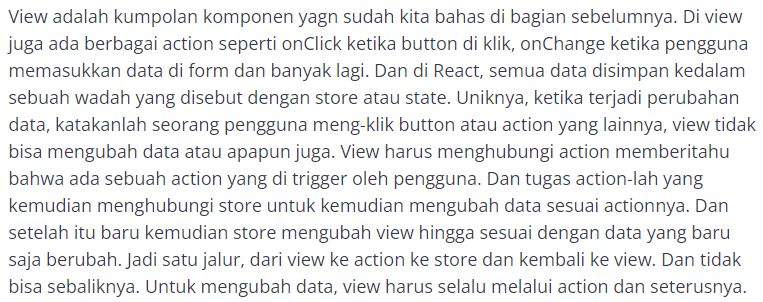 View adalah kumpolan komponen yagn sudah kita bahas di bagian sebelumnya. Di view
juga ada berbagai action seperti onClick ketika button di klik, onChange ketika pengguna
memasukkan data di form dan banyak lagi. Dan di React, semua data disimpan kedalam
sebuah wadah yang disebut dengan store atau state. Uniknya, ketika terjadi perubahan
data, katakanlah seorang pengguna meng-klik button atau action yang lainnya, view tidak
bisa mengubah data atau apapun juga. View harus menghubungi action memberitahu
bahwa ada sebuah action yang di trigger oleh pengguna. Dan tugas action-lah yang
kemudian menghubungi store untuk kemudian mengubah data sesuai actionnya. Dan
setelah itu baru kemudian store mengubah view hingga sesuai dengan data yang baru
saja berubah. Jadi satu jalur, dari view ke action ke store dan kembali ke view. Dan tidak
bisa sebaliknya. Untuk mengubah data, view harus selalu melalui action dan seterusnya.